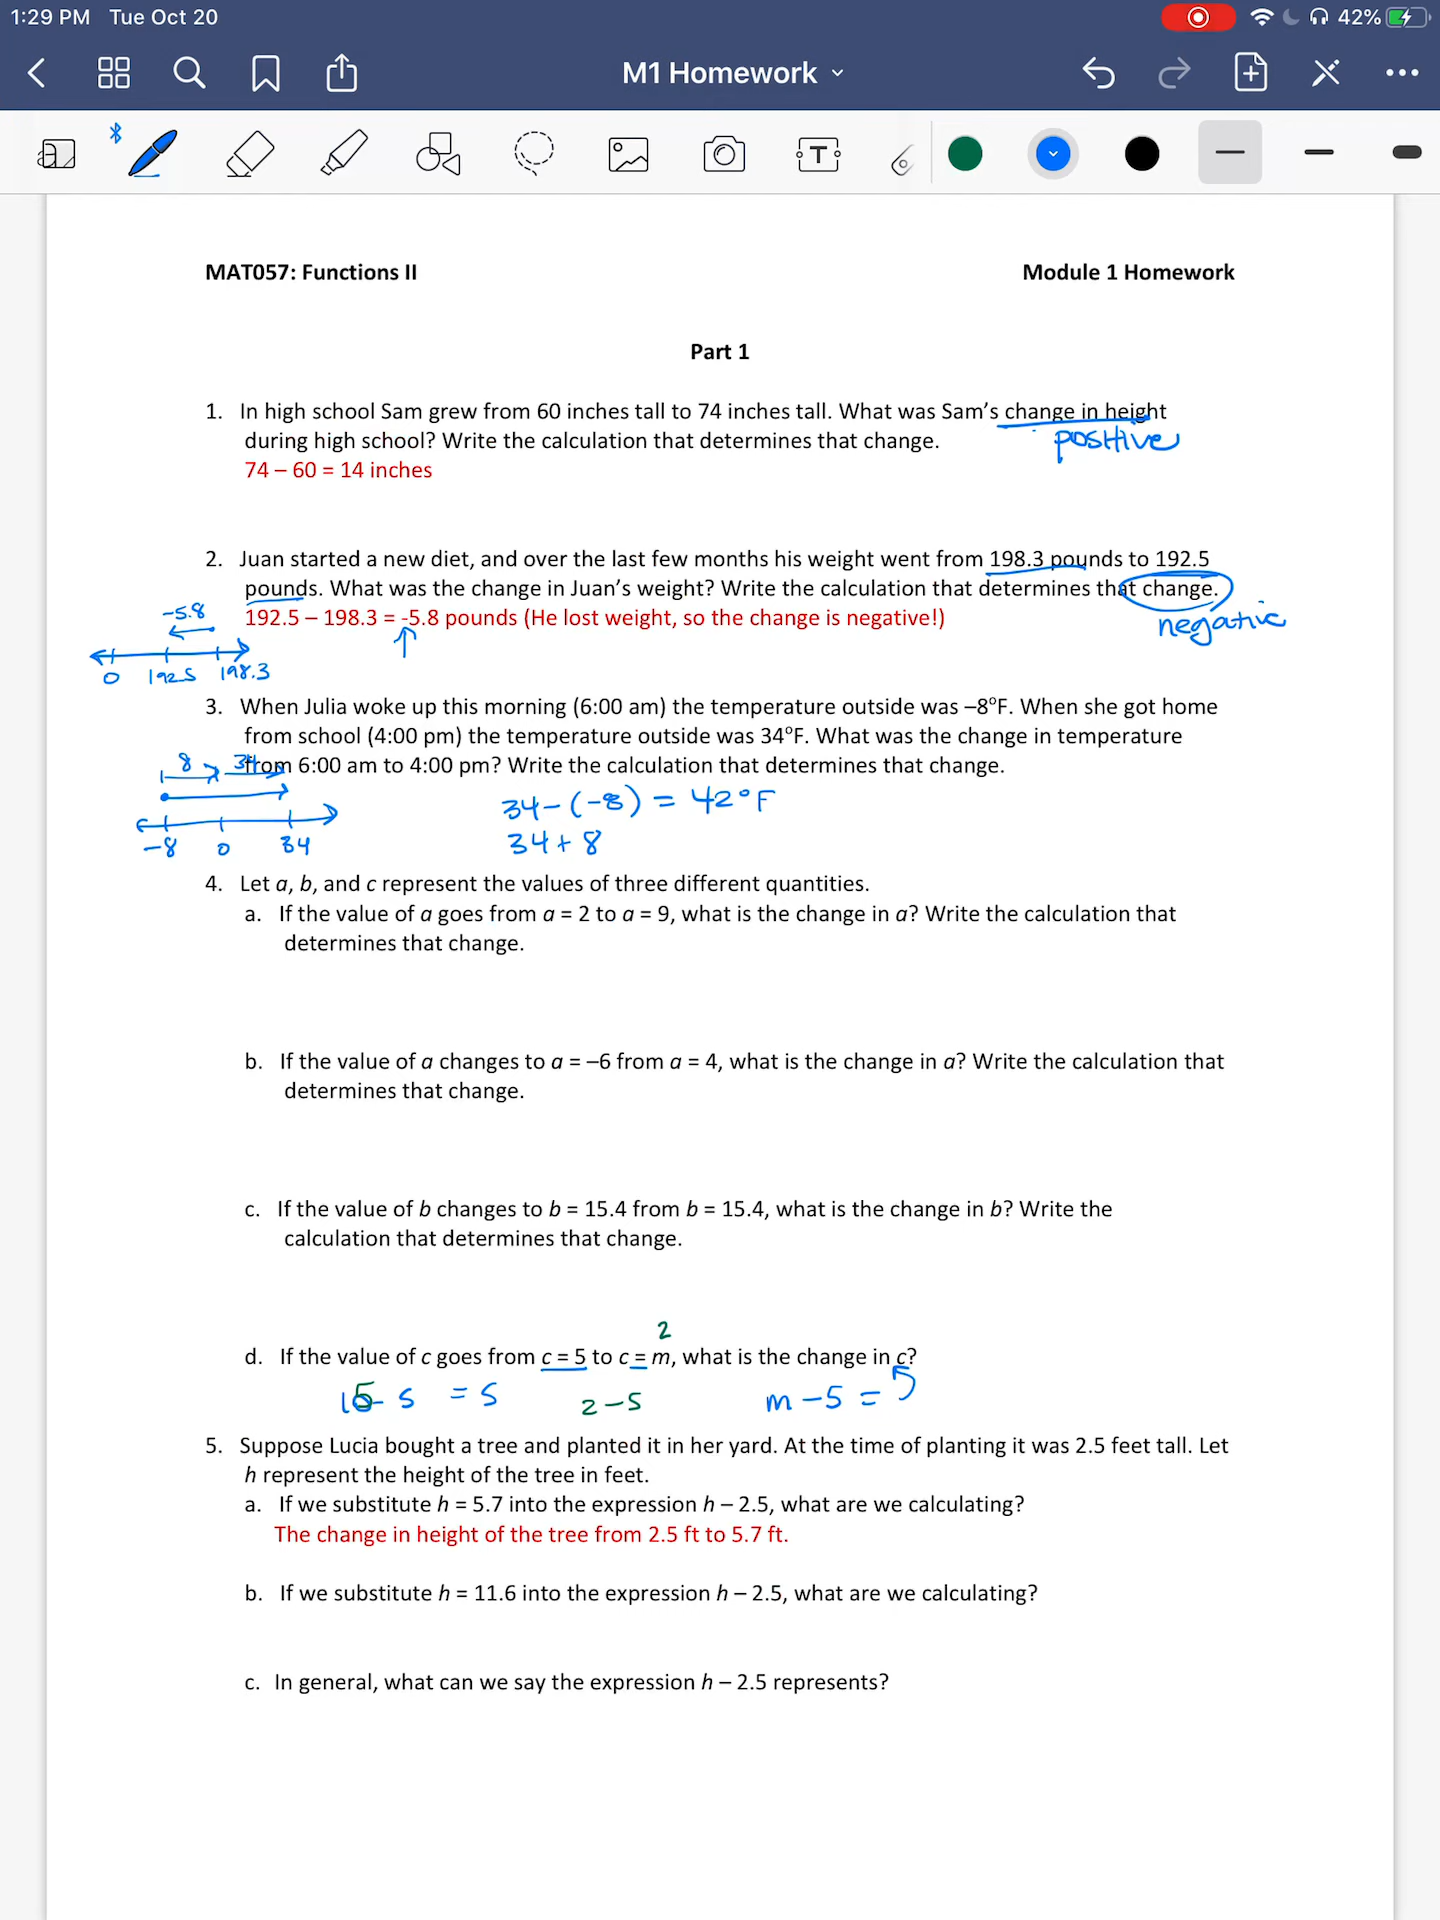 1:29 PM Tue Oct 20
42%
M1 Homework
MAT057: Functions II
Module 1 Homework
Part 1
1. In high school Sam grew from 60 inches tall to 74 inches tall. What was Sam's change in height
during high school? Write the calculation that determines that change.
positive
74 – 60 = 14 inches
2. Juan started a new diet, and over the last few months his weight went from 198.3 pounds to 192.5
pounds. What was the change in Juan's weight? Write the calculation that determines that change.
-5.8
192.5 – 198.3 = -5.8 pounds (He lost weight, so the change is negative!)
negative
0 192.5 198.3
3. When Julia woke up this morning (6:00 am) the temperature outside was –8°F. When she got home
from school (4:00 pm) the temperature outside was 34°F. What was the change in temperature
8 34
from 6:00 am to 4:00 pm? Write the calculation that determines that change.
34-(-8) = 42°F
34+8
-8 0 34
4. Let a, b, and c represent the values of three different quantities.
a. If the value of a goes from a = 2 to a = 9, what is the change in a? Write the calculation that
determines that change.
b. If the value of a changes to a = –6 from a = 4, what is the change in a? Write the calculation that
determines that change.
c. If the value of b changes to b = 15.4 from b = 15.4, what is the change in b? Write the
calculation that determines that change.
2
d. If the value of c goes from c = 5 to c = m, what is the change in c?
- 5 = 5
2-5
m-5=
5. Suppose Lucia bought a tree and planted it in her yard. At the time of planting it was 2.5 feet tall. Let
h represent the height of the tree in feet.
a. If we substitute h = 5.7 into the expression h – 2.5, what are we calculating?
The change in height of the tree from 2.5 ft to 5.7 ft.
b. If we substitute h = 11.6 into the expression h – 2.5, what are we calculating?
c. In general, what can we say the expression h – 2.5 represents?